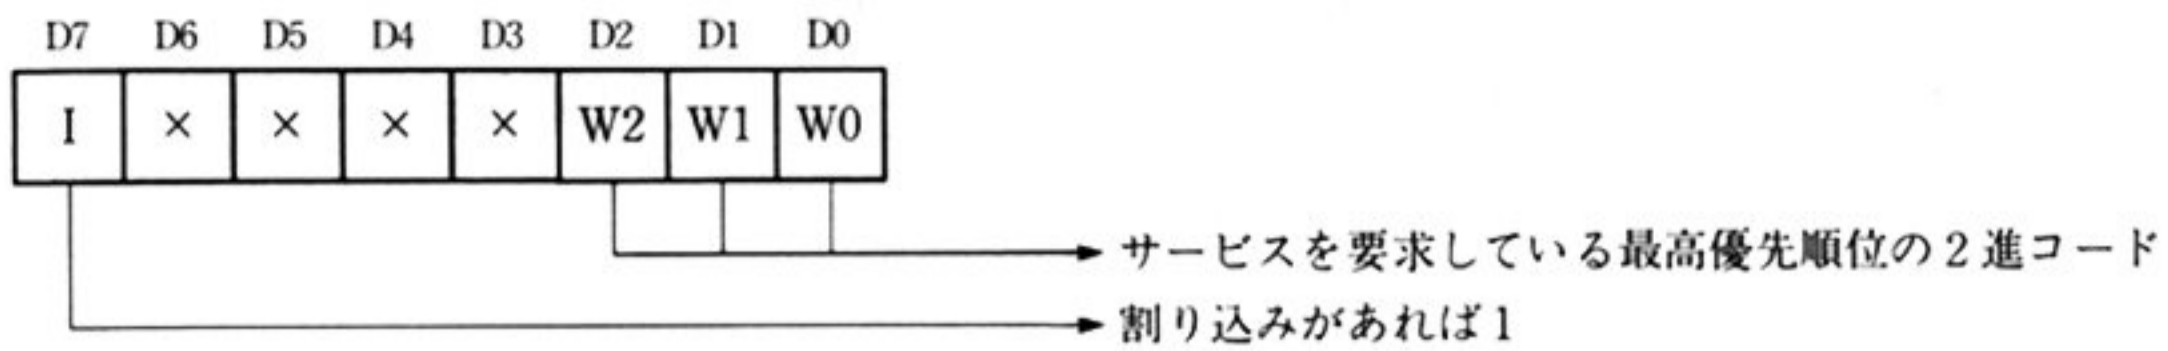 D7 D6 D5 D4 D3 D2 D1 D0
I × × × × W2 W1 W0
サービスを要求している最高優先順位の2進コード
割り込みがあれば1